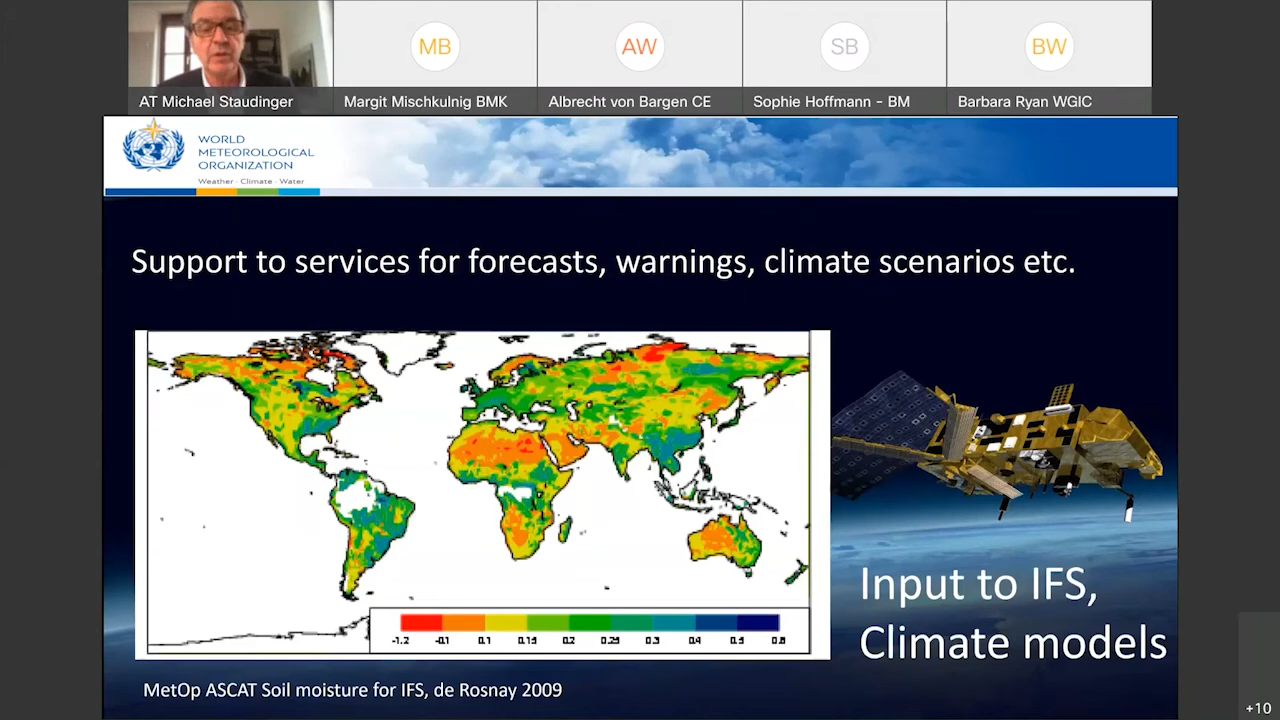 MB
AW
SB
BW
AT Michael Staudinger
Margit Mischkulnig BMK
Albrecht von Bargen CE
Sophie Hoffmann - BM
Barbara Ryan WGIC
WORLD
METEOROLOGICAL
ORGANIZATION
Weather · Climate · Water
Support to services for forecasts, warnings, climate scenarios etc.
-1.2 -0.1 0.1 0.15 0.2 0.25 0.3 0.4 0.5 0.8
Input to IFS,
Climate models
MetOp ASCAT Soil moisture for IFS, de Rosnay 2009
+10